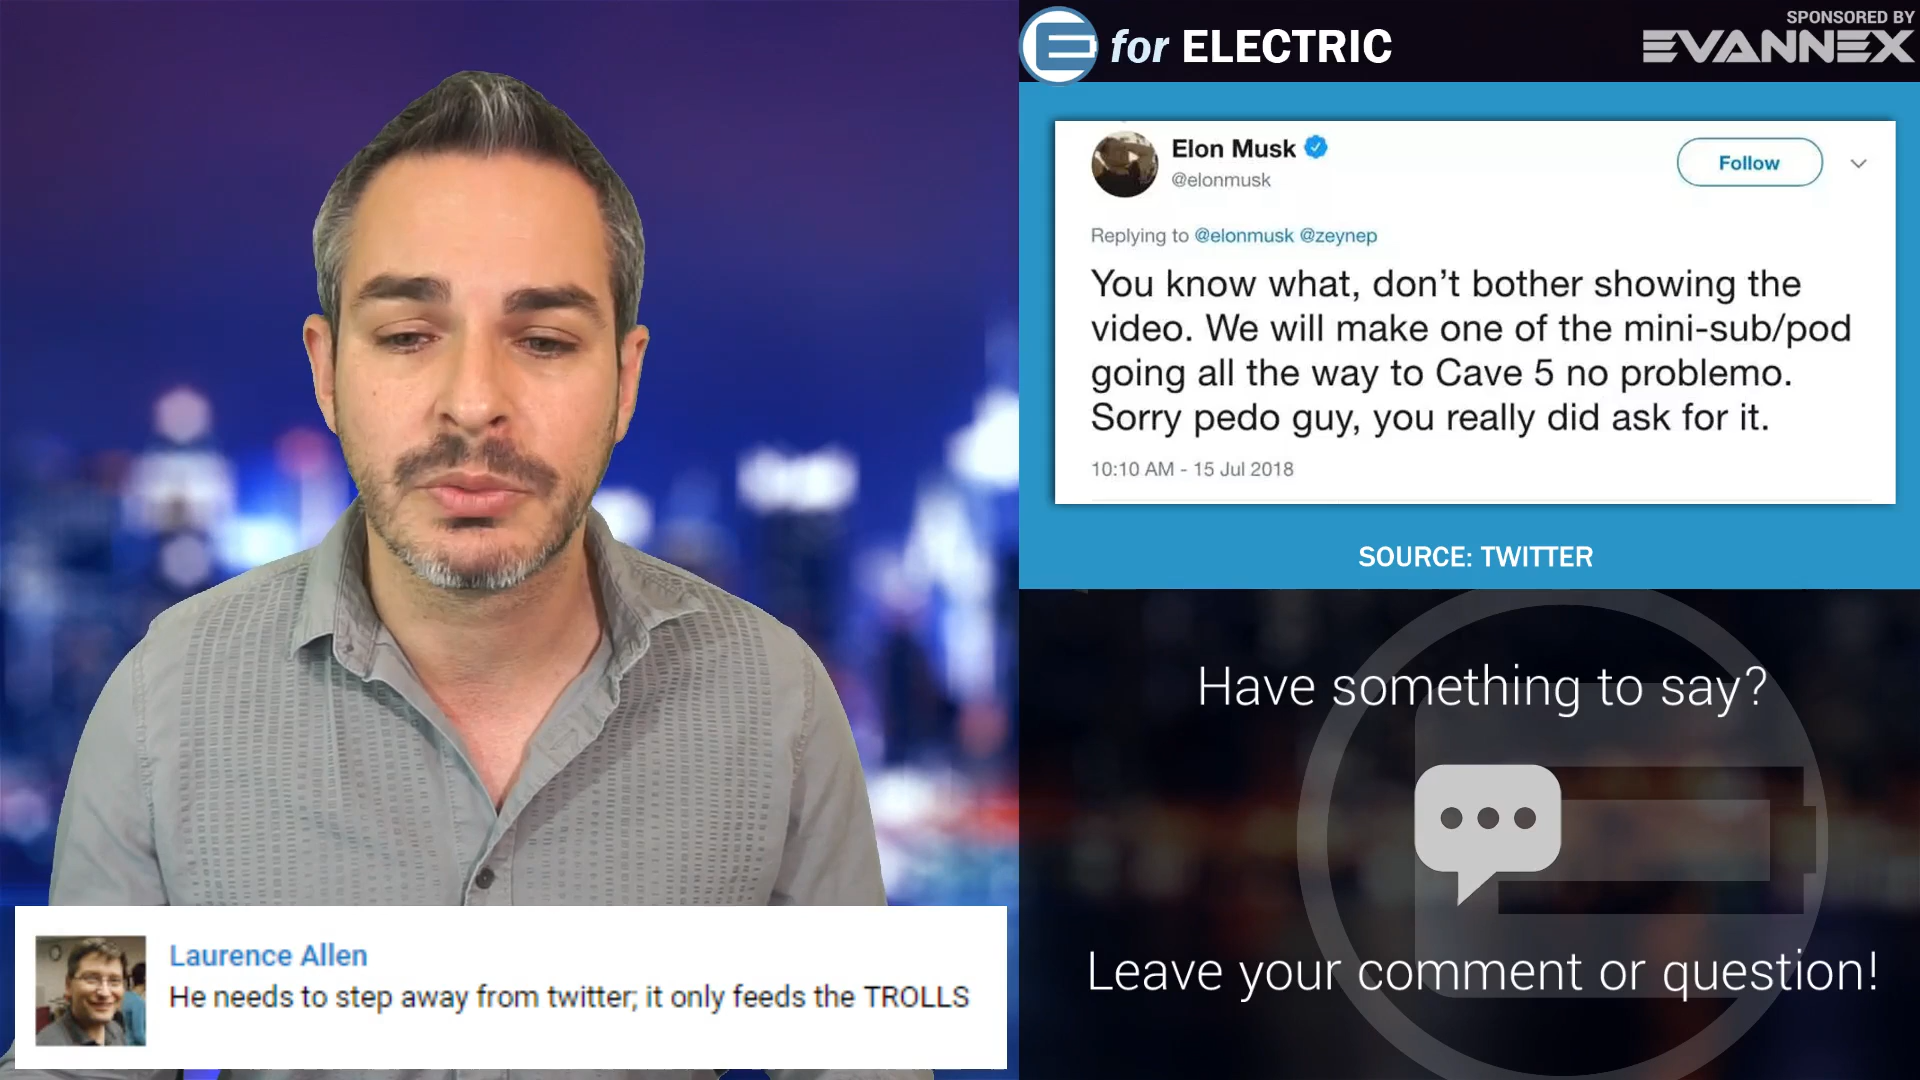 for ELECTRIC
SPONSORED BY
EVANNEX
Elon Musk
@elonmusk
Follow
Replying to @elonmusk @zeynep
You know what, don’t bother showing the
video. We will make one of the mini-sub/pod
going all the way to Cave 5 no problemo.
Sorry pedo guy, you really did ask for it.
10:10 AM - 15 Jul 2018
SOURCE: TWITTER
Have something to say?
Leave your comment or question!
Laurence Allen
He needs to step away from twitter; it only feeds the TROLLS